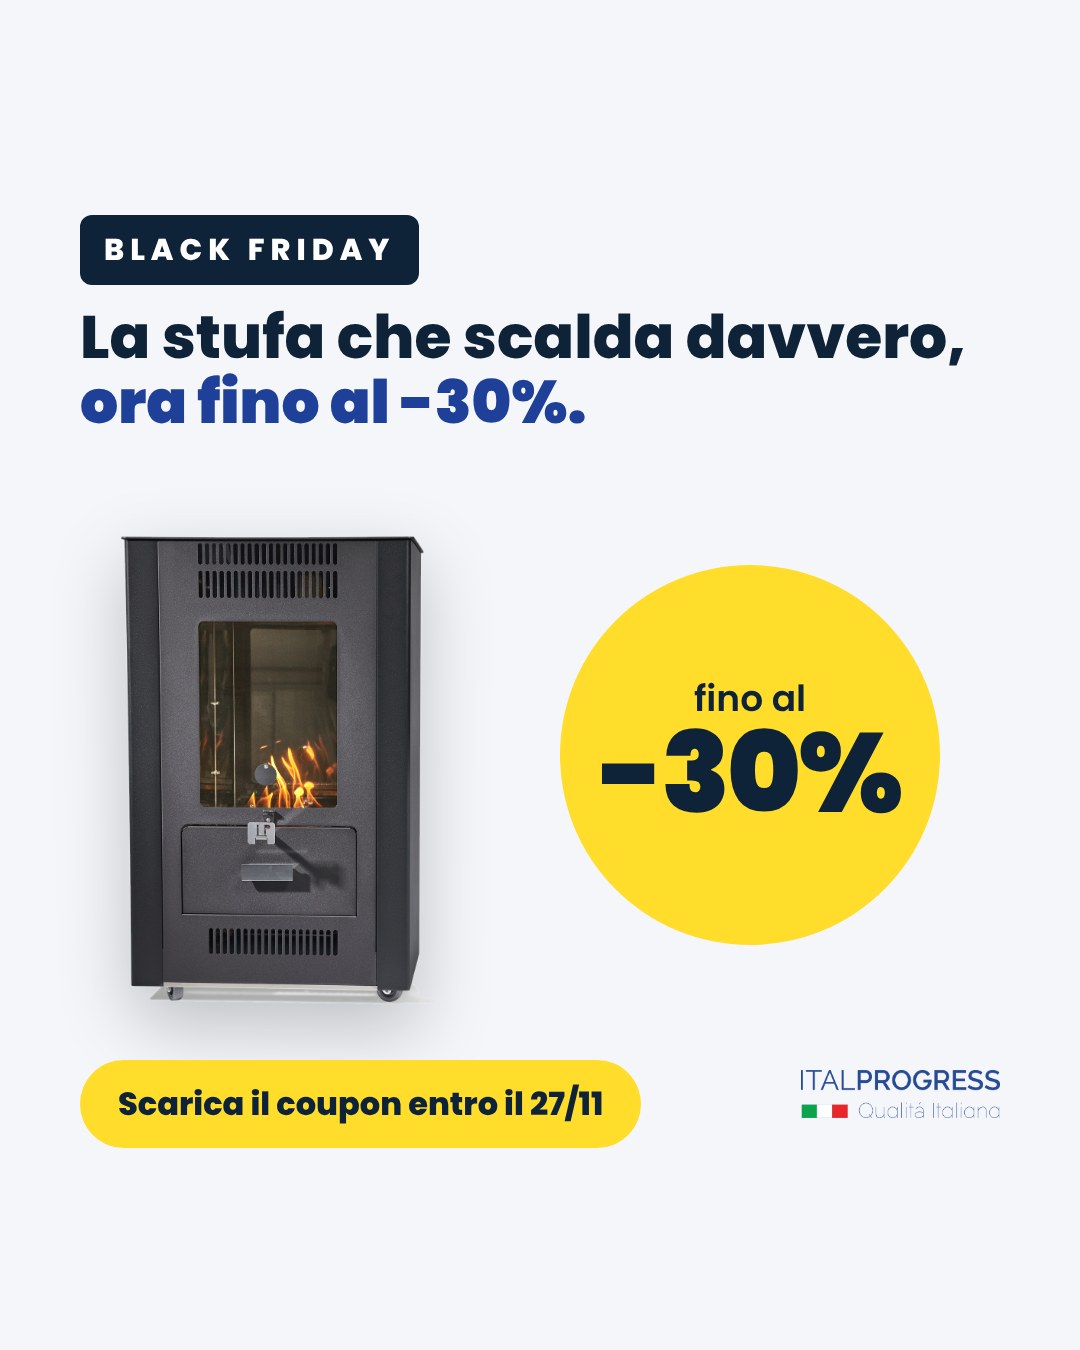 BLACK FRIDAY
La stufa che scalda davvero,
ora fino al -30%.
fino al
-30%
Scarica il coupon entro il 27/11
ITALPROGRESS
Qualitá Italiana